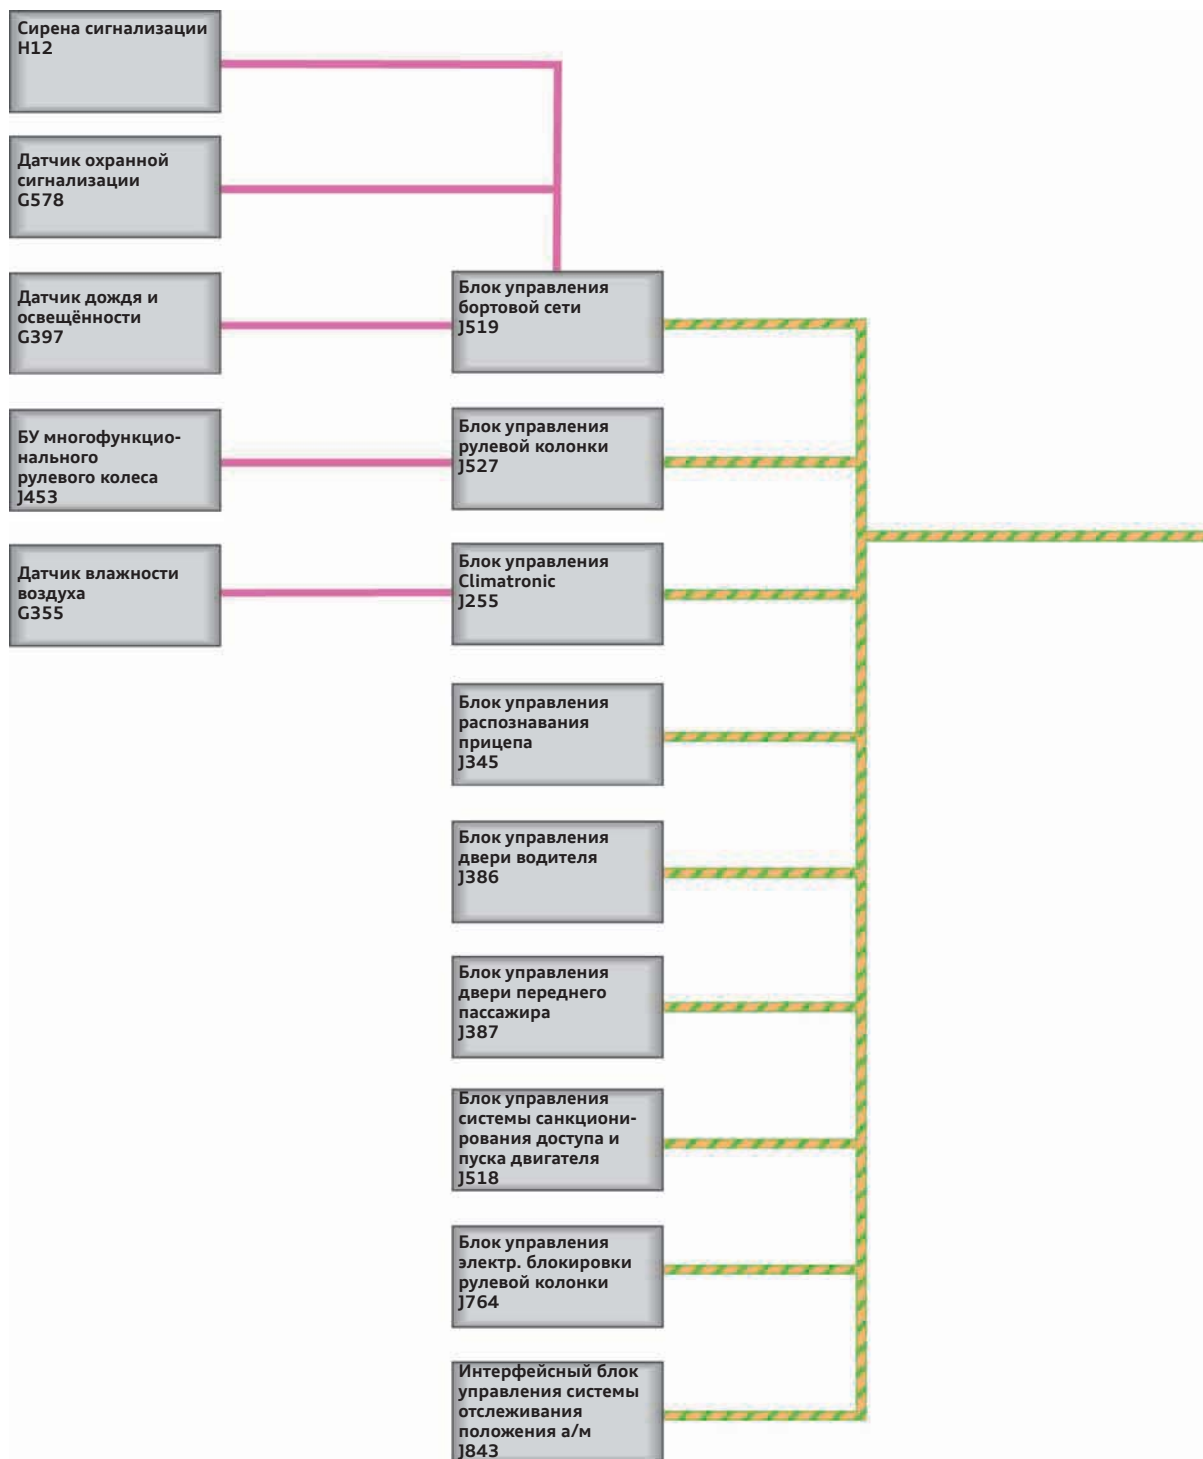 Сирена сигнализации
H12
Датчик охранной
сигнализации
G578
Датчик дождя и
освещённости
G397
БУ многофункцио-
нального
рулевого колеса
J453
Датчик влажности
воздуха
G355
Блок управления
бортовой сети
J519
Блок управления
рулевой колонки
J527
Блок управления
Climatronic
J255
Блок управления
распознавания
прицепа
J345
Блок управления
двери водителя
J386
Блок управления
двери переднего
пассажира
J387
Блок управления
системы санкциони-
рования доступа и
пуска двигателя
J518
Блок управления
электр. блокировки
рулевой колонки
J764
Интерфейсный блок
управления системы
отслеживания
положения а/м
J843